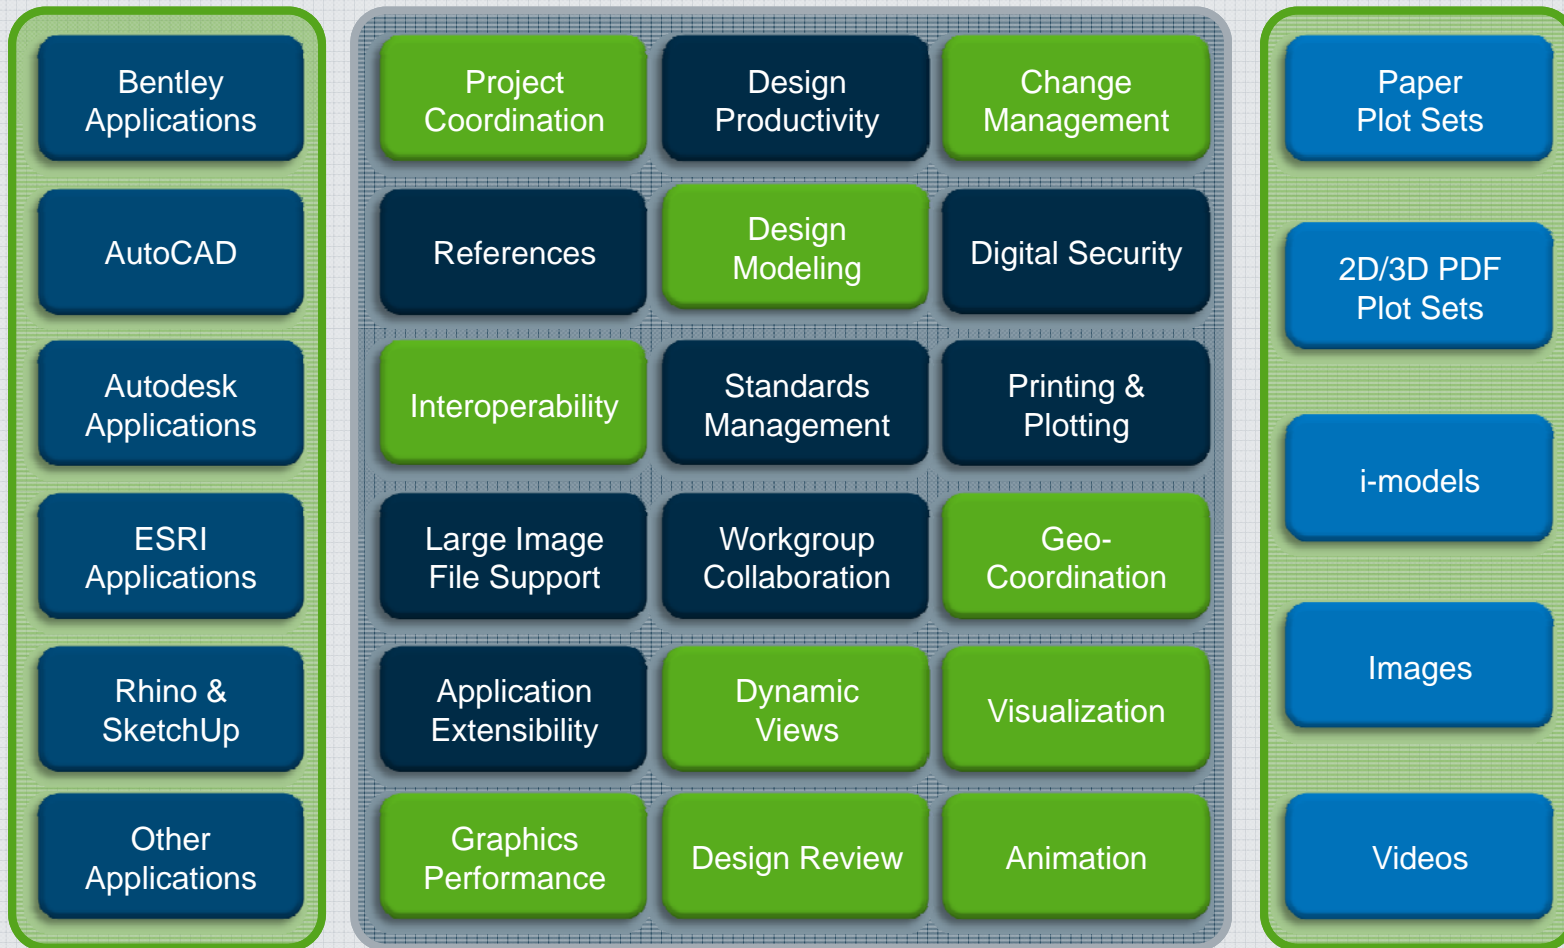 Bentley
Applications
AutoCAD
Autodesk
Applications
ESRI
Applications
Rhino &
SketchUp
Other
Applications
Project
Coordination
Design
Productivity
Change
Management
References
Design
Modeling
Digital Security
Interoperability
Standards
Management
Printing &
Plotting
Large Image
File Support
Workgroup
Collaboration
Geo-
Coordination
Application
Extensibility
Dynamic
Views
Visualization
Graphics
Performance
Design Review
Animation
Paper
Plot Sets
2D/3D PDF
Plot Sets
i-models
Images
Videos